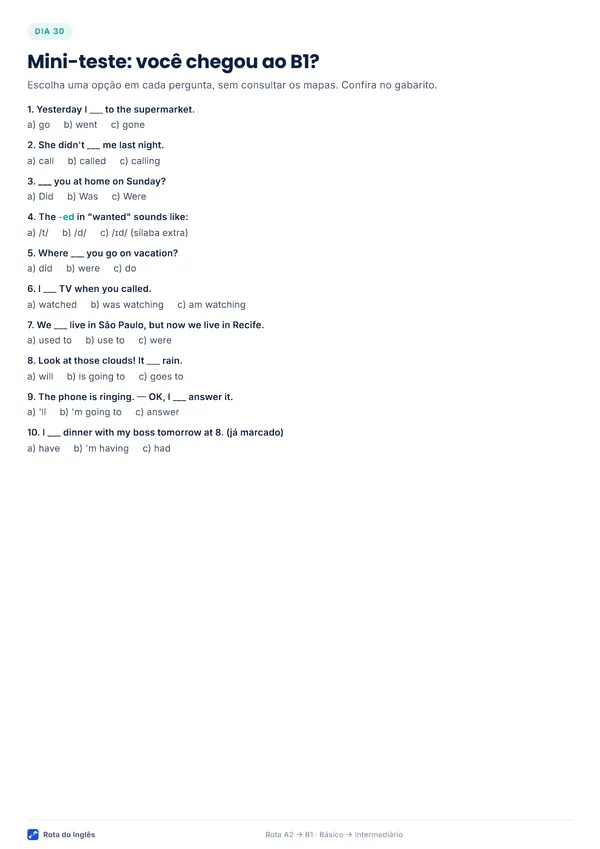 DIA 30
Mini-teste: você chegou ao B1?
Escolha uma opção em cada pergunta, sem consultar os mapas. Confira no gabarito.
1. Yesterday I ___ to the supermarket.
a) go b) went c) gone
2. She didn't ___ me last night.
a) call b) called c) calling
3. ___ you at home on Sunday?
a) Did b) Was c) Were
4. The -ed in "wanted" sounds like:
a) /t/ b) /d/ c) /ɪd/ (sílaba extra)
5. Where ___ you go on vacation?
a) did b) were c) do
6. I ___ TV when you called.
a) watched b) was watching c) am watching
7. We ___ live in São Paulo, but now we live in Recife.
a) used to b) use to c) were
8. Look at those clouds! It ___ rain.
a) will b) is going to c) goes to
9. The phone is ringing. — OK, I ___ answer it.
a) 'll b) 'm going to c) answer
10. I ___ dinner with my boss tomorrow at 8. (já marcado)
a) have b) 'm having c) had
Rota do Inglês
Rota A2 → B1 · Básico → Intermediário